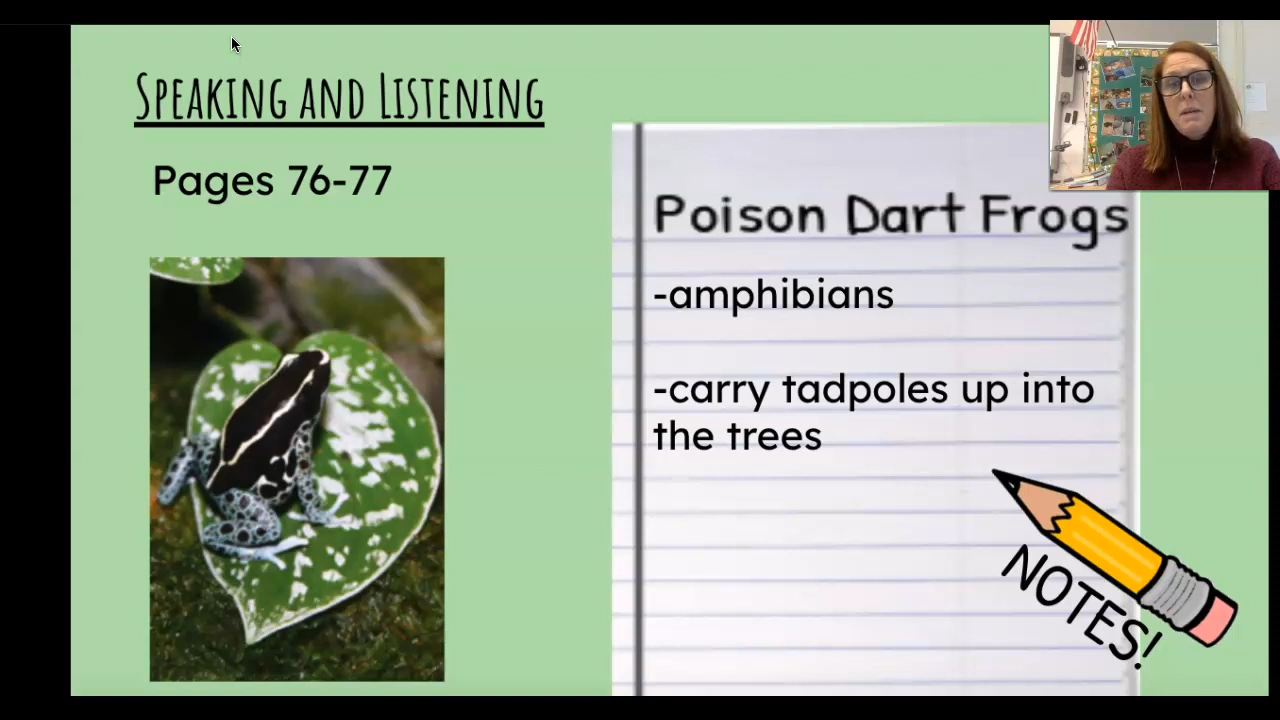 Speaking and Listening
Pages 76-77
Poison Dart Frogs
-amphibians
-carry tadpoles up into
the trees
NOTES!